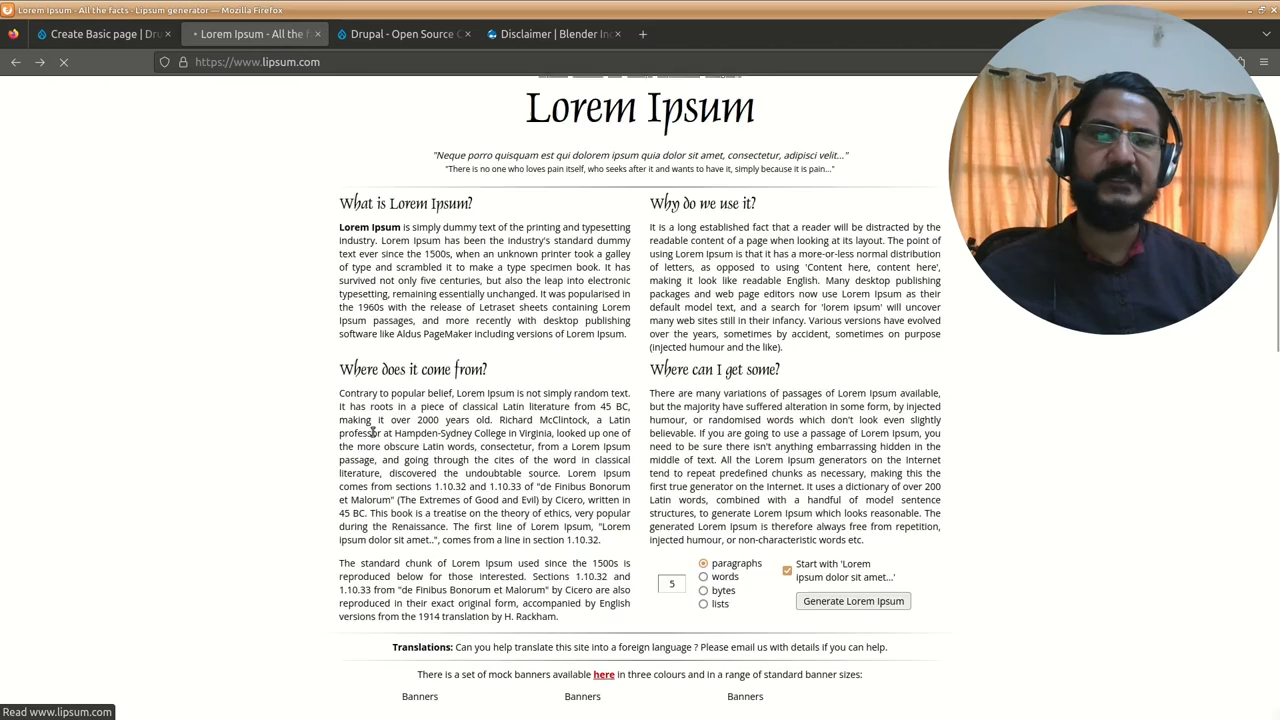 Lorem Ipsum - All the facts - Lipsum generator — Mozilla Firefox
Create Basic page | Dru
Lorem Ipsum - All the f
Drupal - Open Source C
Disclaimer | Blender Inc
https://www.lipsum.com
Lorem Ipsum
"Neque porro quisquam est qui dolorem ipsum quia dolor sit amet, consectetur, adipisci velit..."
"There is no one who loves pain itself, who seeks after it and wants to have it, simply because it is pain..."
What is Lorem Ipsum?
Lorem Ipsum is simply dummy text of the printing and typesetting
industry. Lorem Ipsum has been the industry's standard dummy
text ever since the 1500s, when an unknown printer took a galley
of type and scrambled it to make a type specimen book. It has
survived not only five centuries, but also the leap into electronic
typesetting, remaining essentially unchanged. It was popularised in
the 1960s with the release of Letraset sheets containing Lorem
Ipsum passages, and more recently with desktop publishing
software like Aldus PageMaker including versions of Lorem Ipsum.
Why do we use it?
It is a long established fact that a reader will be distracted by the
readable content of a page when looking at its layout. The point of
using Lorem Ipsum is that it has a more-or-less normal distribution
of letters, as opposed to using 'Content here, content here',
making it look like readable English. Many desktop publishing
packages and web page editors now use Lorem Ipsum as their
default model text, and a search for 'lorem ipsum' will uncover
many web sites still in their infancy. Various versions have evolved
over the years, sometimes by accident, sometimes on purpose
(injected humour and the like).
Where does it come from?
Contrary to popular belief, Lorem Ipsum is not simply random text.
It has roots in a piece of classical Latin literature from 45 BC,
making it over 2000 years old. Richard McClintock, a Latin
professor at Hampden-Sydney College in Virginia, looked up one of
the more obscure Latin words, consectetur, from a Lorem Ipsum
passage, and going through the cites of the word in classical
literature, discovered the undoubtable source. Lorem Ipsum
comes from sections 1.10.32 and 1.10.33 of "de Finibus Bonorum
et Malorum" (The Extremes of Good and Evil) by Cicero, written in
45 BC. This book is a treatise on the theory of ethics, very popular
during the Renaissance. The first line of Lorem Ipsum, "Lorem
ipsum dolor sit amet..", comes from a line in section 1.10.32.
The standard chunk of Lorem Ipsum used since the 1500s is
reproduced below for those interested. Sections 1.10.32 and
1.10.33 from "de Finibus Bonorum et Malorum" by Cicero are also
reproduced in their exact original form, accompanied by English
versions from the 1914 translation by H. Rackham.
Where can I get some?
There are many variations of passages of Lorem Ipsum available,
but the majority have suffered alteration in some form, by injected
humour, or randomised words which don't look even slightly
believable. If you are going to use a passage of Lorem Ipsum, you
need to be sure there isn't anything embarrassing hidden in the
middle of text. All the Lorem Ipsum generators on the Internet
tend to repeat predefined chunks as necessary, making this the
first true generator on the Internet. It uses a dictionary of over 200
Latin words, combined with a handful of model sentence
structures, to generate Lorem Ipsum which looks reasonable. The
generated Lorem Ipsum is therefore always free from repetition,
injected humour, or non-characteristic words etc.
5
paragraphs
words
bytes
lists
Start with 'Lorem
ipsum dolor sit amet...'
Generate Lorem Ipsum
Translations: Can you help translate this site into a foreign language ? Please email us with details if you can help.
There is a set of mock banners available here in three colours and in a range of standard banner sizes:
Banners
Banners
Banners
Read www.lipsum.com